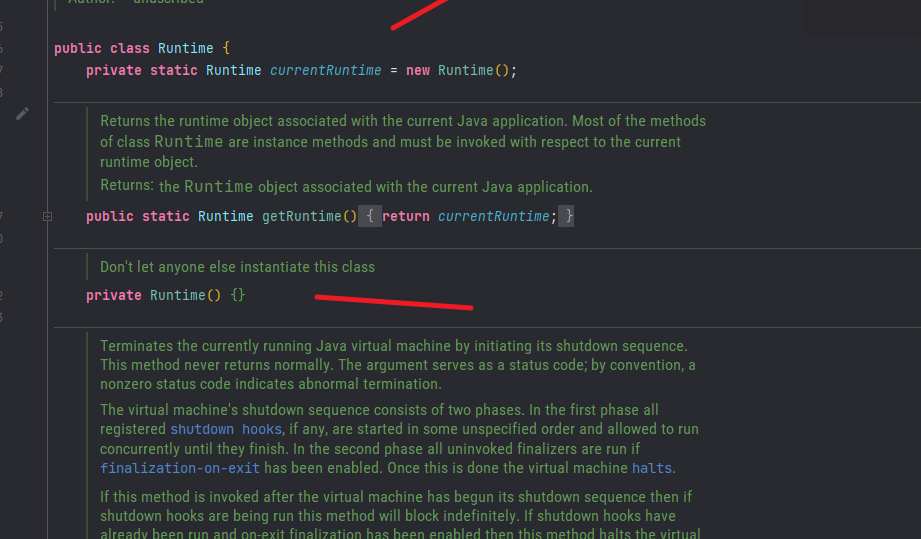 Author: unascribed
public class Runtime {
private static Runtime currentRuntime = new Runtime();
Returns the runtime object associated with the current Java application. Most of the methods
of class Runtime are instance methods and must be invoked with respect to the current
runtime object.
Returns: the Runtime object associated with the current Java application.
public static Runtime getRuntime() { return currentRuntime; }
Don't let anyone else instantiate this class
private Runtime() {}
Terminates the currently running Java virtual machine by initiating its shutdown sequence.
This method never returns normally. The argument serves as a status code; by convention, a
nonzero status code indicates abnormal termination.
The virtual machine's shutdown sequence consists of two phases. In the first phase all
registered shutdown hooks, if any, are started in some unspecified order and allowed to run
concurrently until they finish. In the second phase all uninvoked finalizers are run if
finalization-on-exit has been enabled. Once this is done the virtual machine halts.
If this method is invoked after the virtual machine has begun its shutdown sequence then if
shutdown hooks are being run this method will block indefinitely. If shutdown hooks have
already been run and on-exit finalization has been enabled then this method halts the virtual